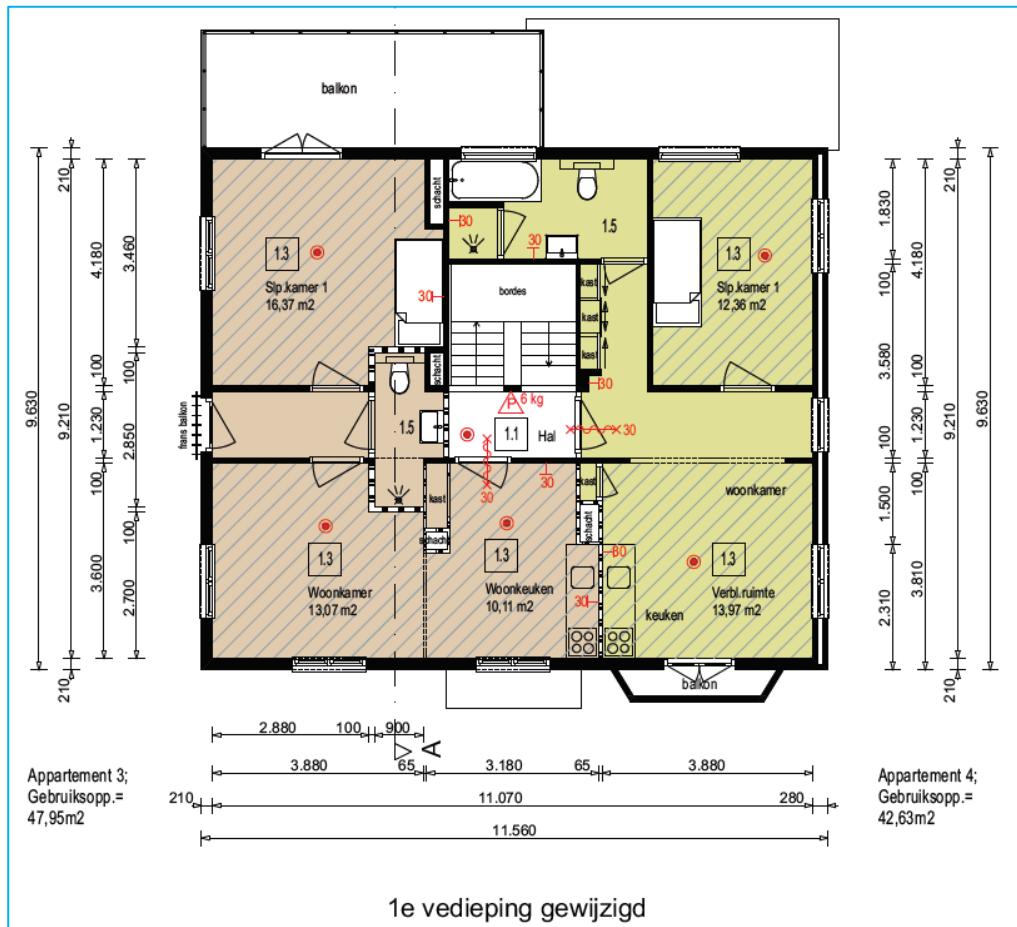 balkon
210
9.630
9.210
4.180
3.460
100
100
1.230
2.850
100
100
3.600
2.700
210
frans balkon
schacht
1.3
Slp.kamer 1
16,37 m2
30
30
30
1.5
bordes
kast
kast
kast
schacht
30
1.3
Slp.kamer 1
12,36 m2
1.5
P 6 kg
1.1
Hal
30
30
30
kast
schacht
kast
schacht
woonkamer
1.3
Woonkamer
13,07 m2
1.3
Woonkeuken
10,11 m2
30
30
1.3
Verbl.ruimte
13,97 m2
keuken
balkon
210
1.830
4.180
100
3.580
100
1.230
1100
100
1.500
3.810
2.310
210
9.210
9.630
2.880
100
900
A
3.880
65
3.180
65
3.880
210
11.070
280
11.560
Appartement 3;
Gebruiksopp.=
47,95m2
Appartement 4;
Gebruiksopp.=
42,63m2
1e vedieping gewijzigd